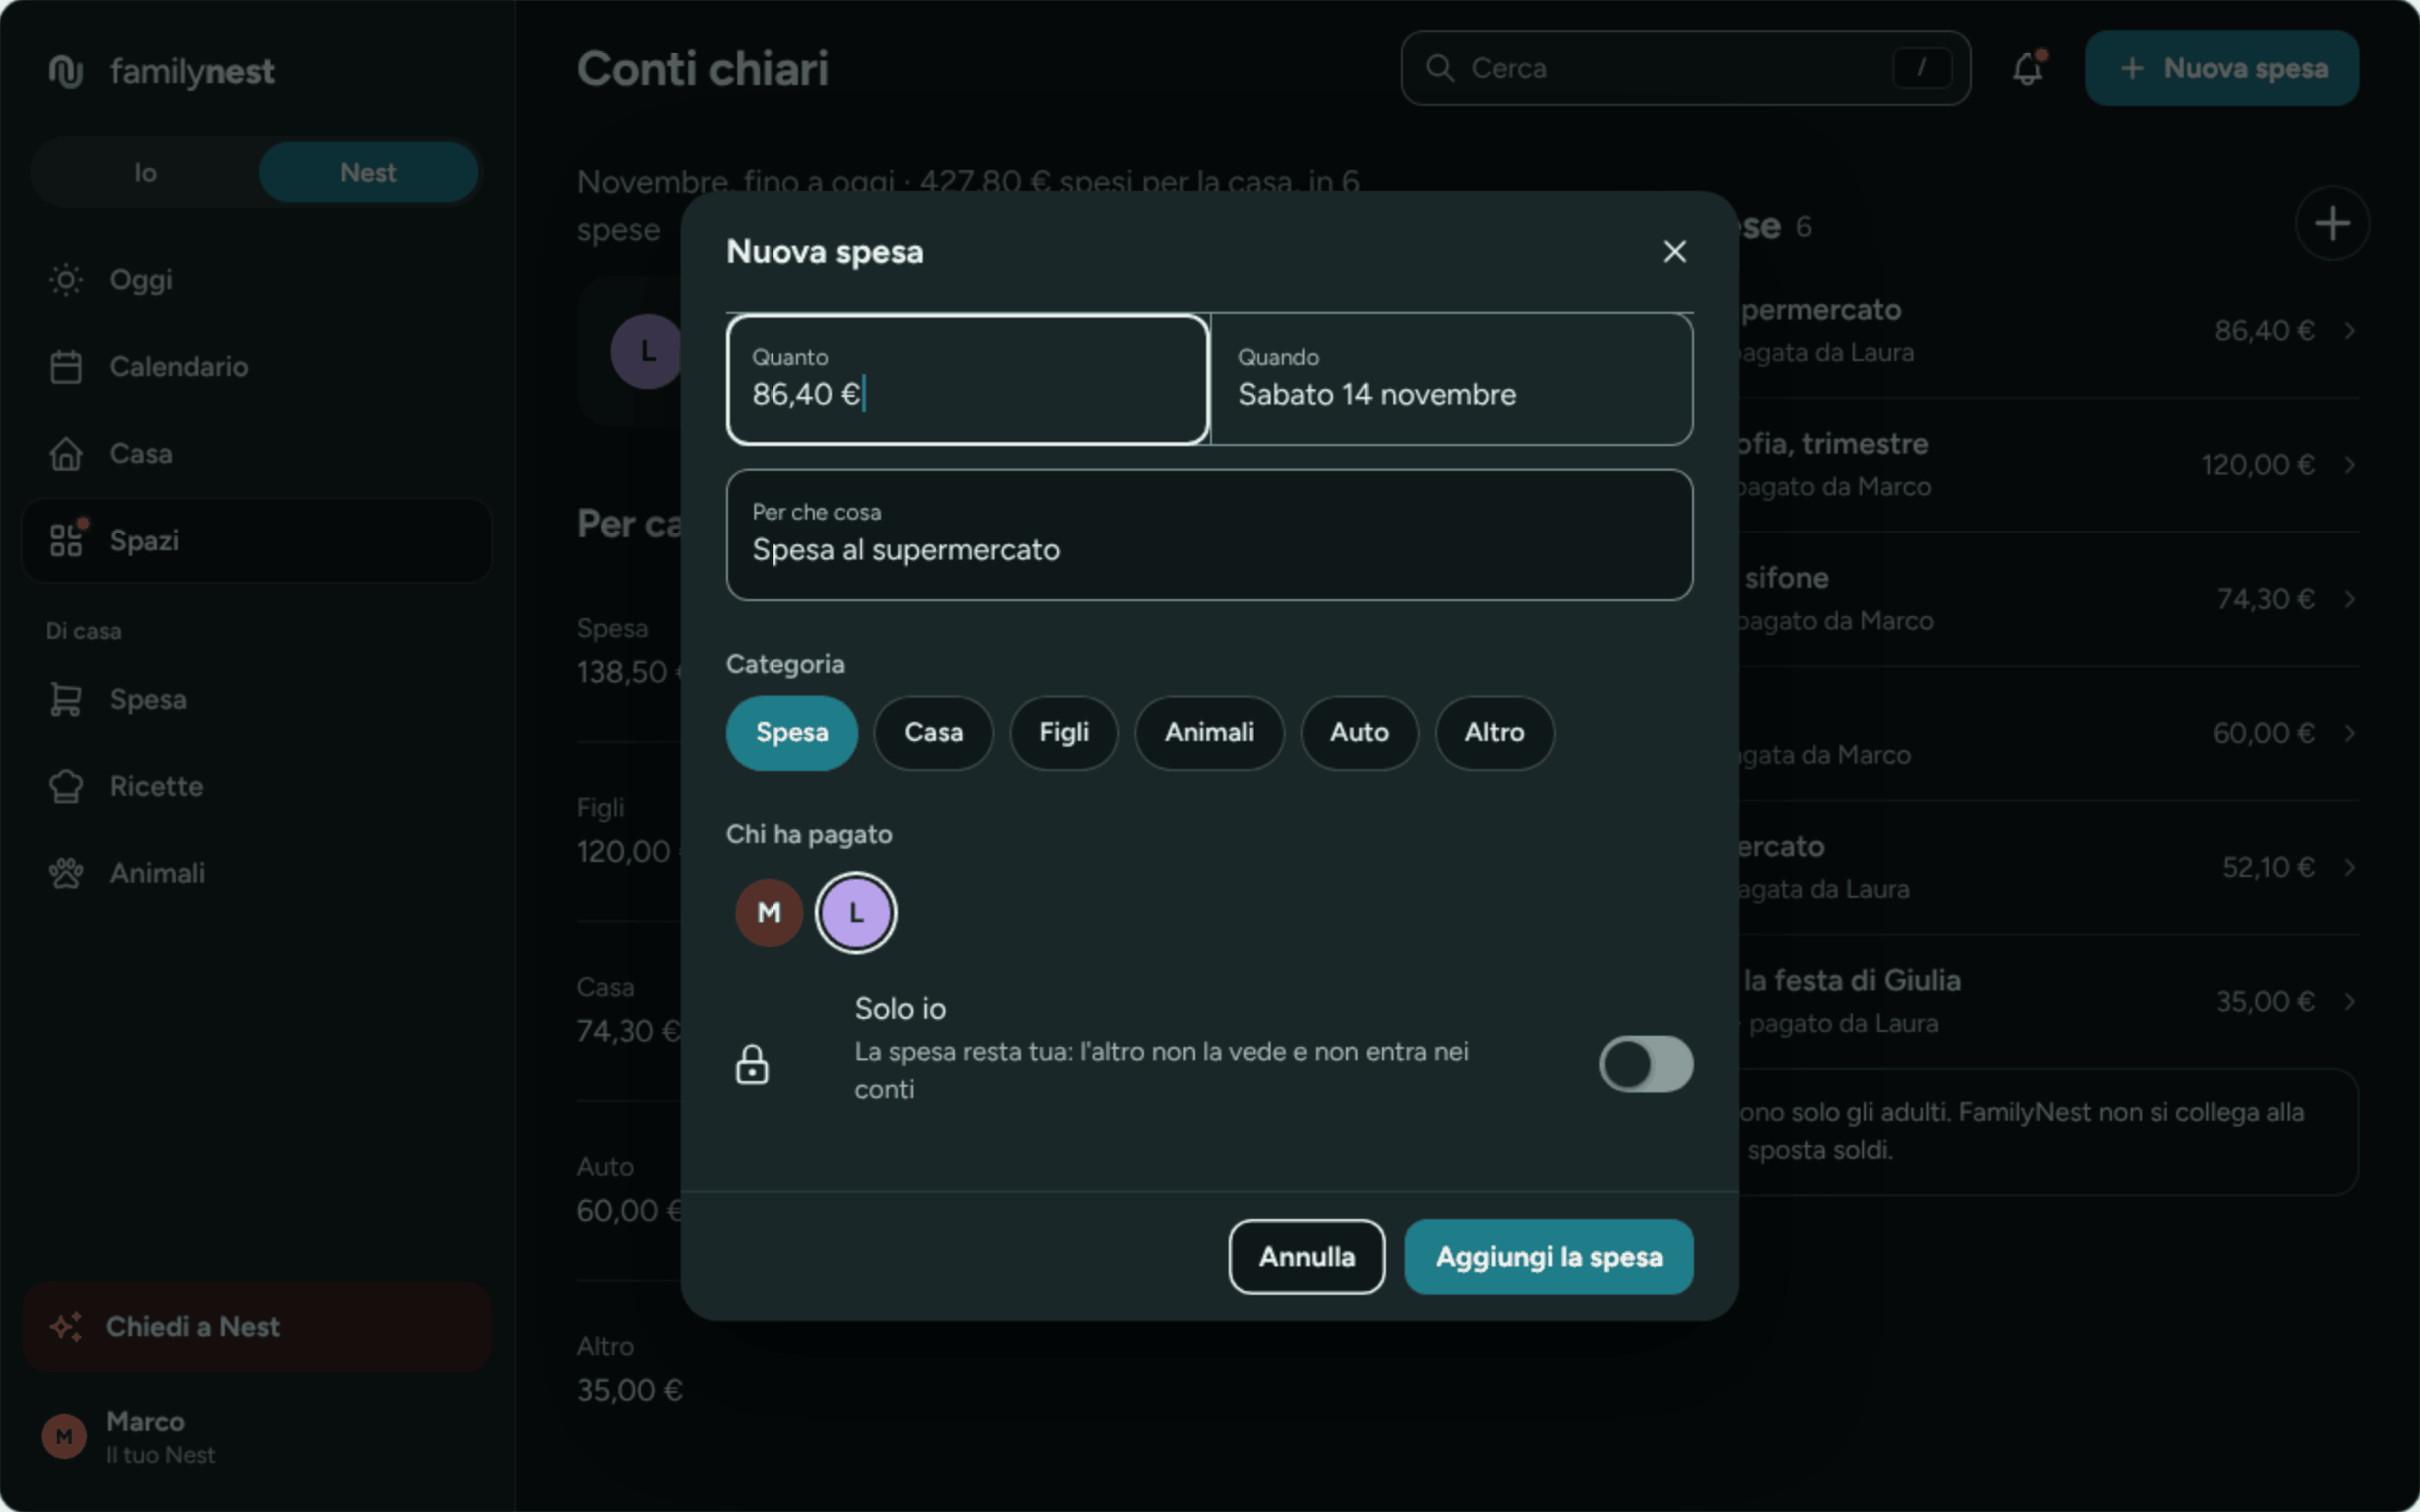 familynest
Io
Nest
Oggi
Calendario
Casa
Spazi
Di casa
Spesa
Ricette
Animali
Chiedi a Nest
M
Marco
Il tuo Nest
Conti chiari
Cerca
/
Nuova spesa
Novembre, fino a oggi · 427,80 € spesi per la casa, in 6
spese
L
Per ca
Spesa
138,50
Figli
120,00
Casa
74,30 €
Auto
60,00 €
Altro
35,00 €
Nuova spesa
Quanto
86,40 €
Quando
Sabato 14 novembre
Per che cosa
Spesa al supermercato
Categoria
Spesa
Casa
Figli
Animali
Auto
Altro
Chi ha pagato
M
L
Solo io
La spesa resta tua: l'altro non la vede e non entra nei
conti
Annulla
Aggiungi la spesa
se 6
permercato
agata da Laura
86,40 €
ofia, trimestre
pagato da Marco
120,00 €
sifone
pagato da Marco
74,30 €
gata da Marco
60,00 €
ercato
agata da Laura
52,10 €
la festa di Giulia
pagato da Laura
35,00 €
ono solo gli adulti. FamilyNest non si collega alla
sposta soldi.